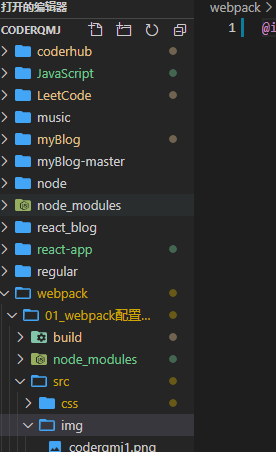 打开的编辑器
webpack >
CODERQMJ
1 @i
coderhub
JavaScript
LeetCode
music
myBlog
myBlog-master
node
node_modules
react_blog
react-app
regular
webpack
01_webpack配置...
build
node_modules
src
css
img
coderqmj1.png